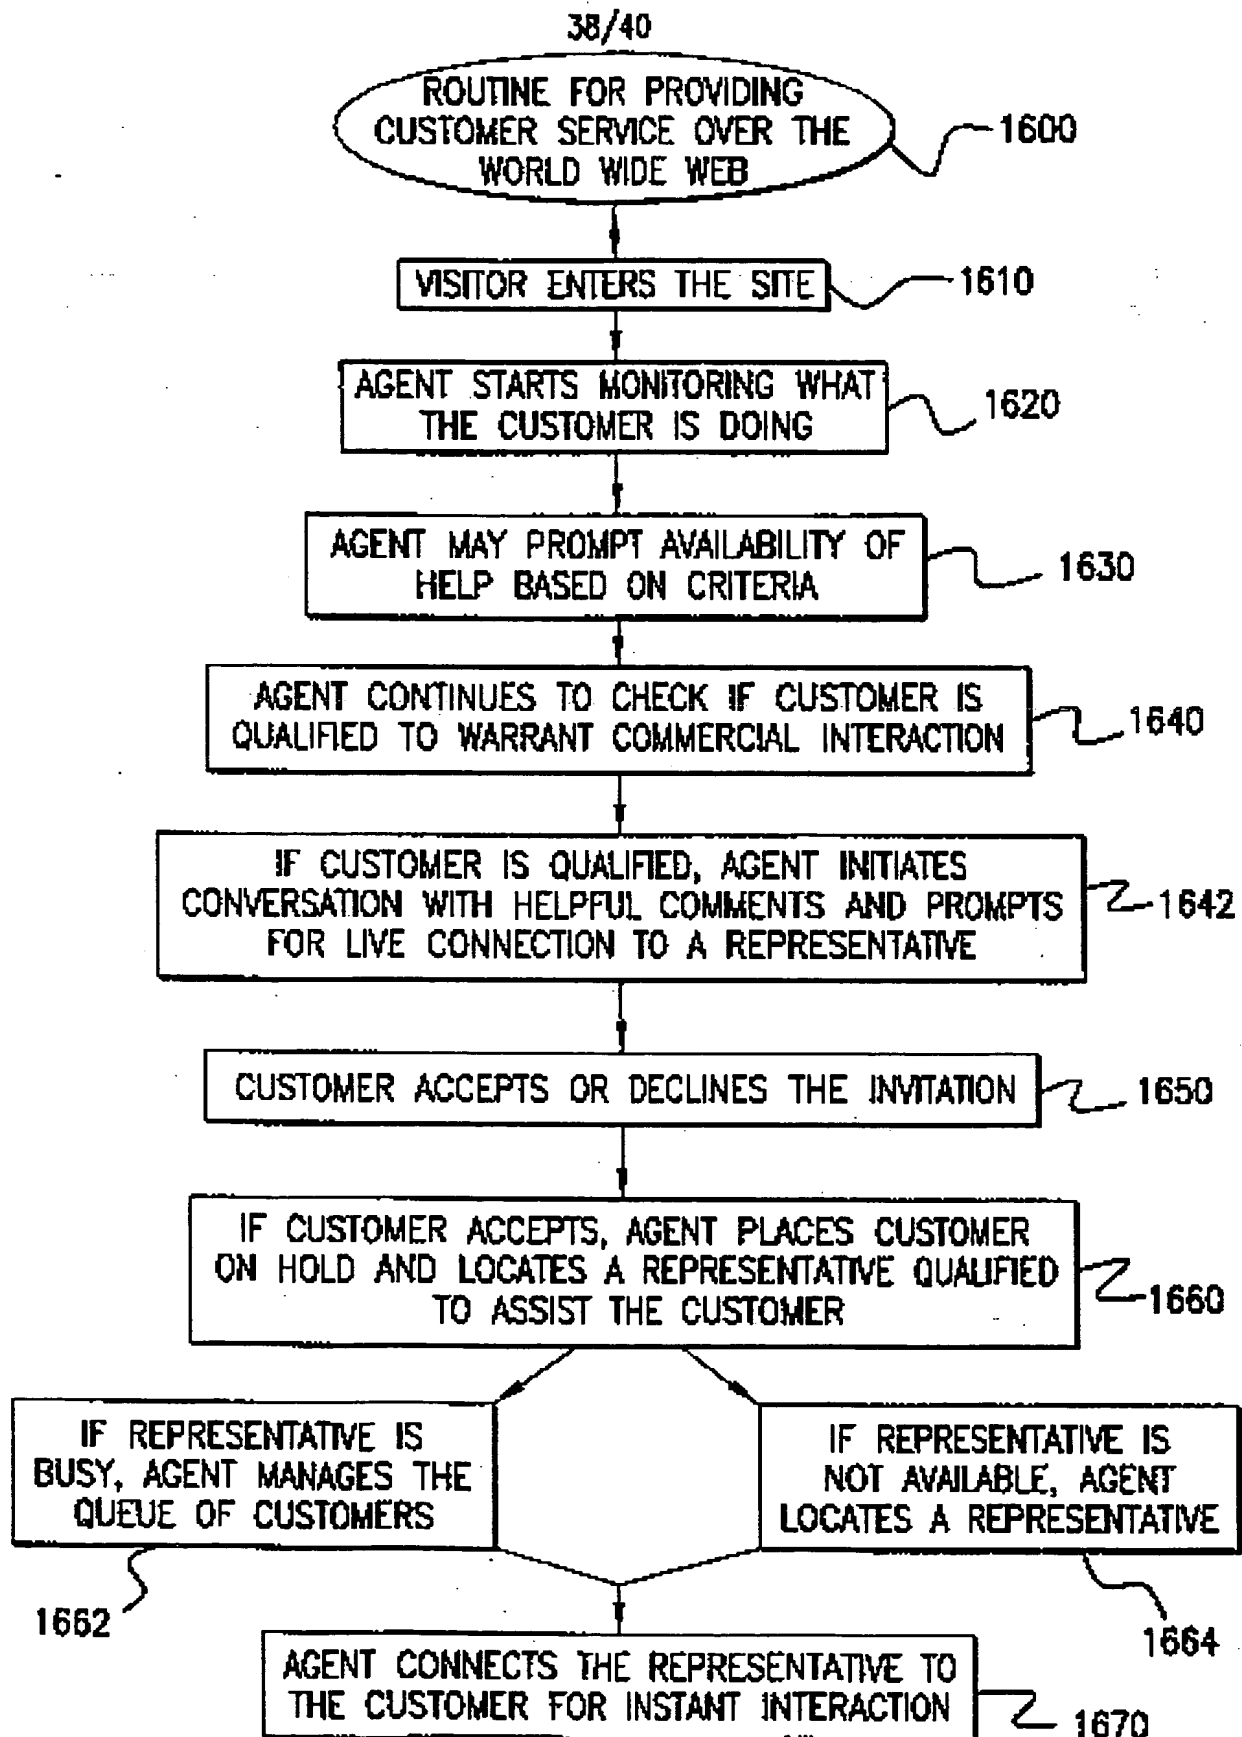 38/40
ROUTINE FOR PROVIDING
CUSTOMER SERVICE OVER THE
WORLD WIDE WEB
1600
VISITOR ENTERS THE SITE
1610
AGENT STARTS MONITORING WHAT
THE CUSTOMER IS DOING
1620
AGENT MAY PROMPT AVAILABILITY OF
HELP BASED ON CRITERIA
1630
AGENT CONTINUES TO CHECK IF CUSTOMER IS
QUALIFIED TO WARRANT COMMERCIAL INTERACTION
1640
IF CUSTOMER IS QUALIFIED, AGENT INITIATES
CONVERSATION WITH HELPFUL COMMENTS AND PROMPTS
FOR LIVE CONNECTION TO A REPRESENTATIVE
1642
CUSTOMER ACCEPTS OR DECLINES THE INVITATION
1650
IF CUSTOMER ACCEPTS, AGENT PLACES CUSTOMER
ON HOLD AND LOCATES A REPRESENTATIVE QUALIFIED
TO ASSIST THE CUSTOMER
1660
IF REPRESENTATIVE IS
BUSY, AGENT MANAGES THE
QUEUE OF CUSTOMERS
1662
IF REPRESENTATIVE IS
NOT AVAILABLE, AGENT
LOCATES A REPRESENTATIVE
1664
AGENT CONNECTS THE REPRESENTATIVE TO
THE CUSTOMER FOR INSTANT INTERACTION
1670